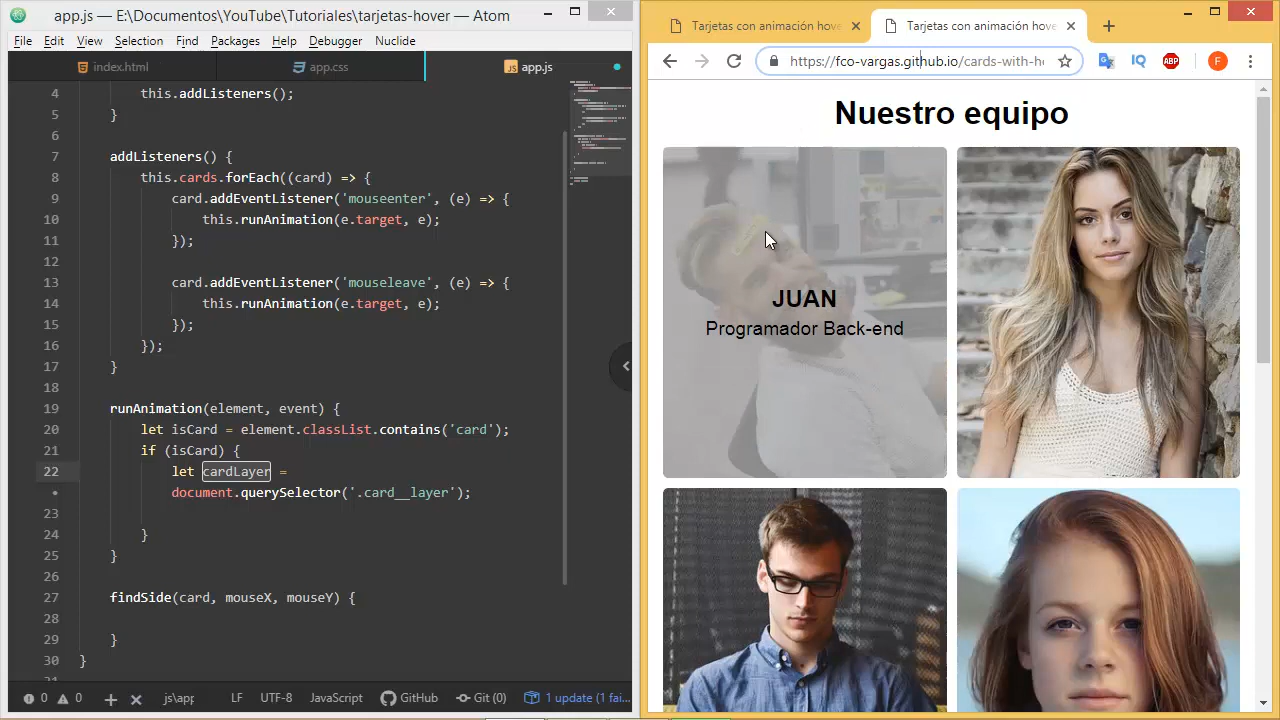 app.js — E:\Documentos\YouTube\Tutoriales\tarjetas-hover — Atom
File Edit View Selection Find Packages Help Debugger Nuclide
index.html app.css app.js
4 this.addListeners();
5 }
6
7 addListeners() {
8 this.cards.forEach((card) => {
9 card.addEventListener('mouseenter', (e) => {
10 this.runAnimation(e.target, e);
11 });
12
13 card.addEventListener('mouseleave', (e) => {
14 this.runAnimation(e.target, e);
15 });
16 });
17 }
18
19 runAnimation(element, event) {
20 let isCard = element.classList.contains('card');
21 if (isCard) {
22 let cardLayer =
• document.querySelector('.card__layer');
23
24 }
25 }
26
27 findSide(card, mouseX, mouseY) {
28
29 }
30 }
0 0 js\app LF UTF-8 JavaScript GitHub Git (0) 1 update (1 fai...
Tarjetas con animación hove
Tarjetas con animación hove
https://fco-vargas.github.io/cards-with-h
IQ ABP F
Nuestro equipo
JUAN
Programador Back-end